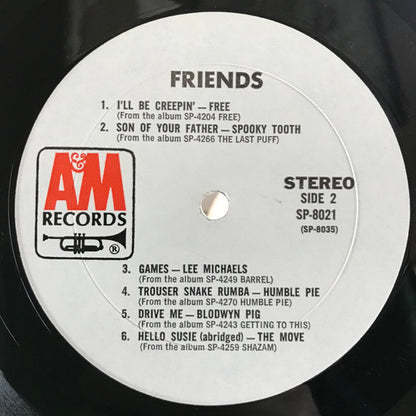 FRIENDS
1. I'LL BE CREEPIN' — FREE
(From the album SP-4204 FREE)
2. SON OF YOUR FATHER — SPOOKY TOOTH
(From the album SP-4266 THE LAST PUFF)
A&M
RECORDS
®
STEREO
SIDE 2
SP-8021
(SP-8035)
3. GAMES — LEE MICHAELS
(From the album SP-4249 BARREL)
4. TROUSER SNAKE RUMBA — HUMBLE PIE
(From the album SP-4270 HUMBLE PIE)
5. DRIVE ME — BLODWYN PIG
(From the album SP-4243 GETTING TO THIS)
6. HELLO SUSIE (abridged) — THE MOVE
(From the album SP-4259 SHAZAM)